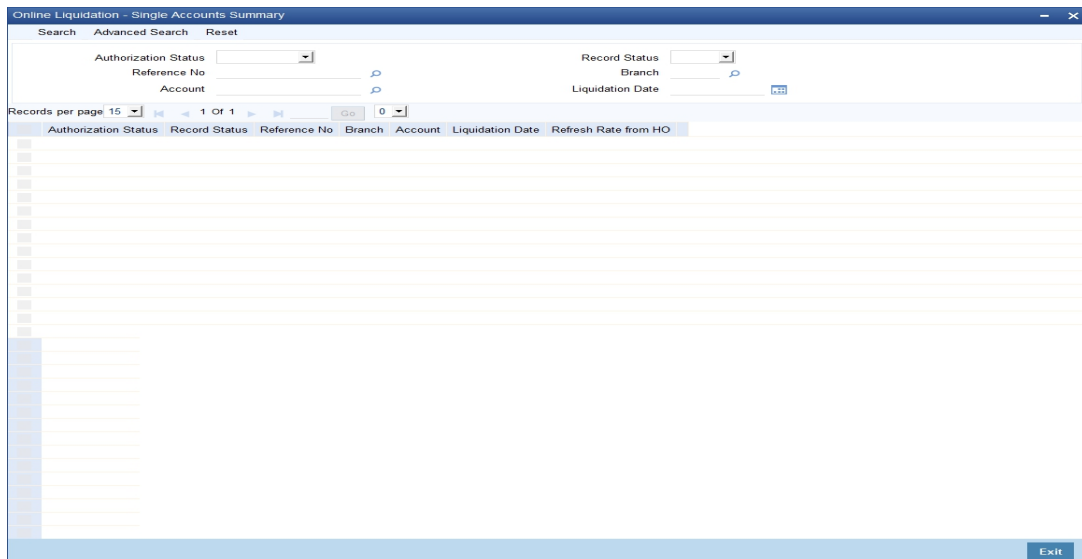 Online Liquidation - Single Accounts Summary
Search Advanced Search Reset
Authorization Status Record Status
Reference No Branch
Account Liquidation Date
Records per page 15 1 Of 1 Go 0
Authorization Status Record Status Reference No Branch Account Liquidation Date Refresh Rate from HO
Exit